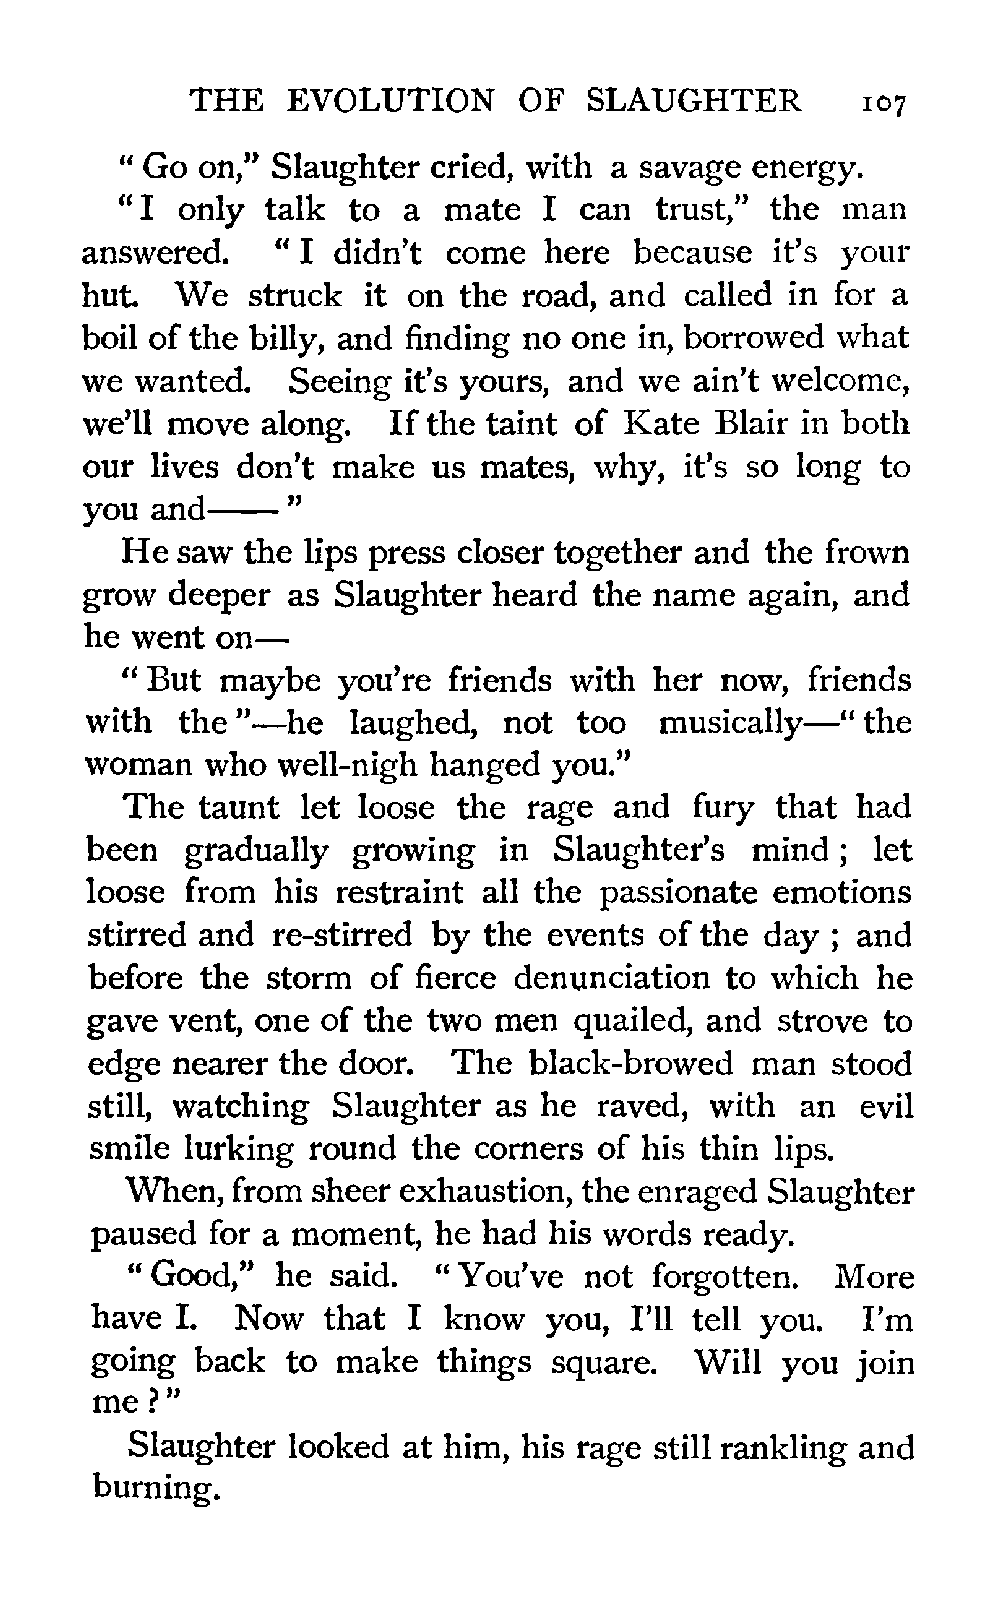 THE EVOLUTION OF SLAUGHTER 107
“Go on,” Slaughter cried, with a savage energy.
“I only talk to a mate I can trust,” the man
answered. “I didn’t come here because it’s your
hut. We struck it on the road, and called in for a
boil of the billy, and finding no one in, borrowed what
we wanted. Seeing it’s yours, and we ain’t welcome,
we’ll move along. If the taint of Kate Blair in both
our lives don’t make us mates, why, it’s so long to
you and——”
He saw the lips press closer together and the frown
grow deeper as Slaughter heard the name again, and
he went on—
“But maybe you’re friends with her now, friends
with the”—he laughed, not too musically—“the
woman who well-nigh hanged you.”
The taunt let loose the rage and fury that had
been gradually growing in Slaughter’s mind; let
loose from his restraint all the passionate emotions
stirred and re-stirred by the events of the day; and
before the storm of fierce denunciation to which he
gave vent, one of the two men quailed, and strove to
edge nearer the door. The black-browed man stood
still, watching Slaughter as he raved, with an evil
smile lurking round the corners of his thin lips.
When, from sheer exhaustion, the enraged Slaughter
paused for a moment, he had his words ready.
“Good,” he said. “You’ve not forgotten. More
have I. Now that I know you, I’ll tell you. I’m
going back to make things square. Will you join
me?”
Slaughter looked at him, his rage still rankling and
burning.